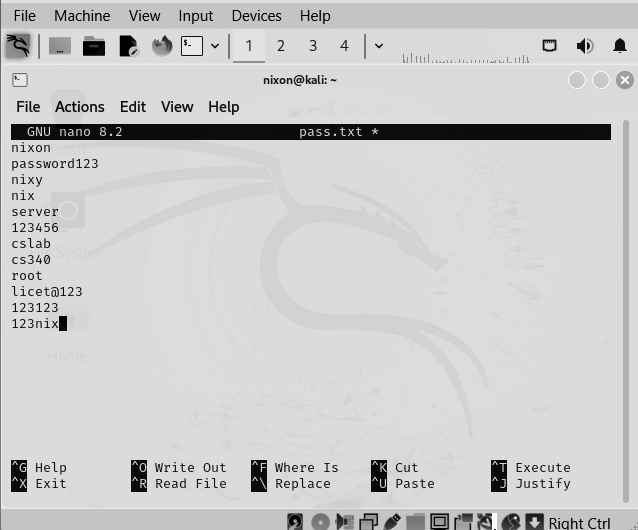 File Machine View Input Devices Help
1 2 3 4
nixon@kali: ~
File Actions Edit View Help
GNU nano 8.2 pass.txt *
nixon
password123
nixy
nix
server
123456
cslab
cs340
root
licet@123
123123
123nix
System
Home
^G Help ^O Write Out ^F Where Is ^K Cut ^T Execute
^X Exit ^R Read File ^\ Replace ^U Paste ^J Justify
Right Ctrl